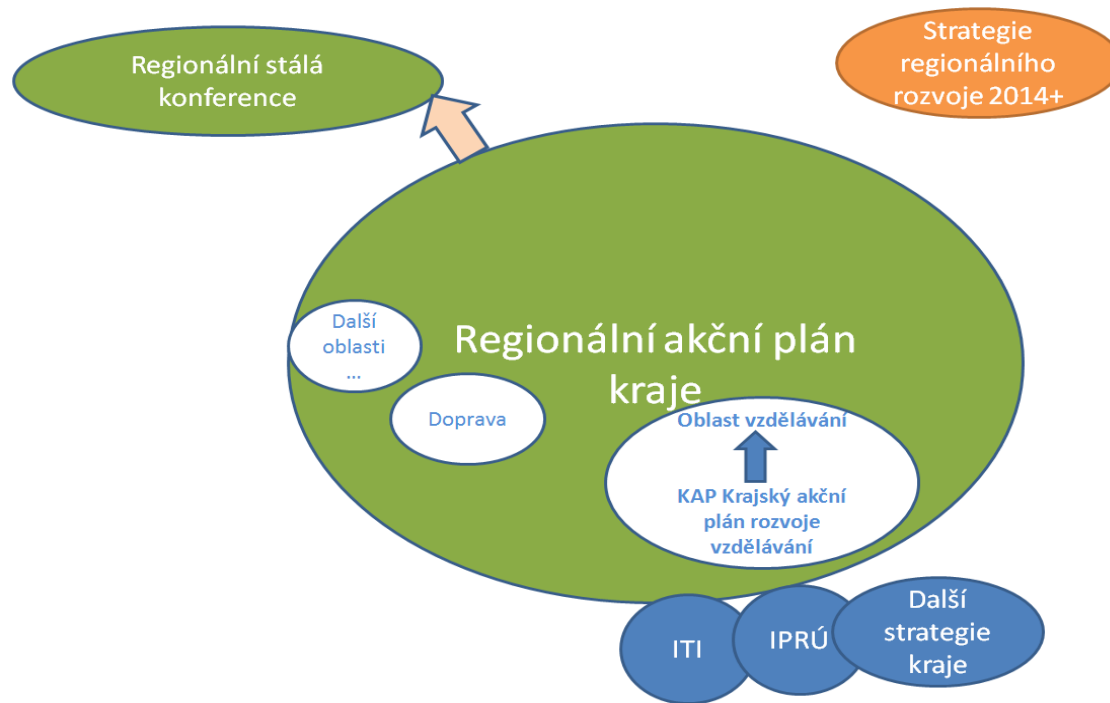 Regionální stálá
konference
Strategie
regionálního
rozvoje 2014+
Regionální akční plán
kraje
Další
oblasti
...
Doprava
Oblast vzdělávání
KAP Krajský akční
plán rozvoje
vzdělávání
ITI
IPRÚ
Další
strategie
kraje